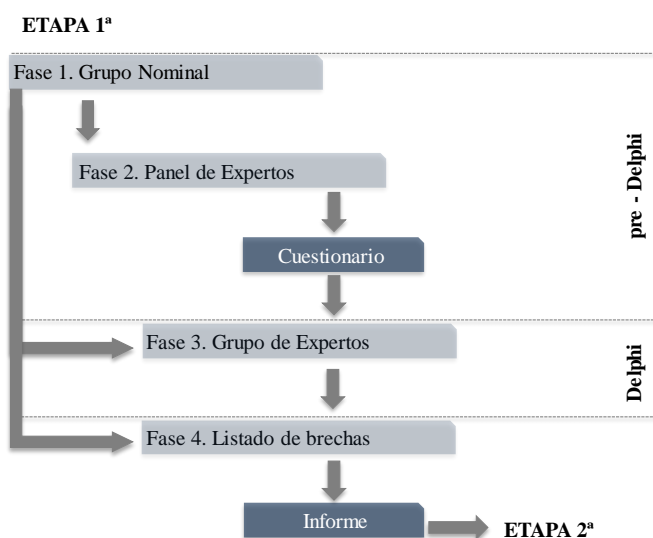 ETAPA 1ª
Fase 1. Grupo Nominal
Fase 2. Panel de Expertos
pre - Delphi
Cuestionario
Fase 3. Grupo de Expertos
Delphi
Fase 4. Listado de brechas
Informe
ETAPA 2ª